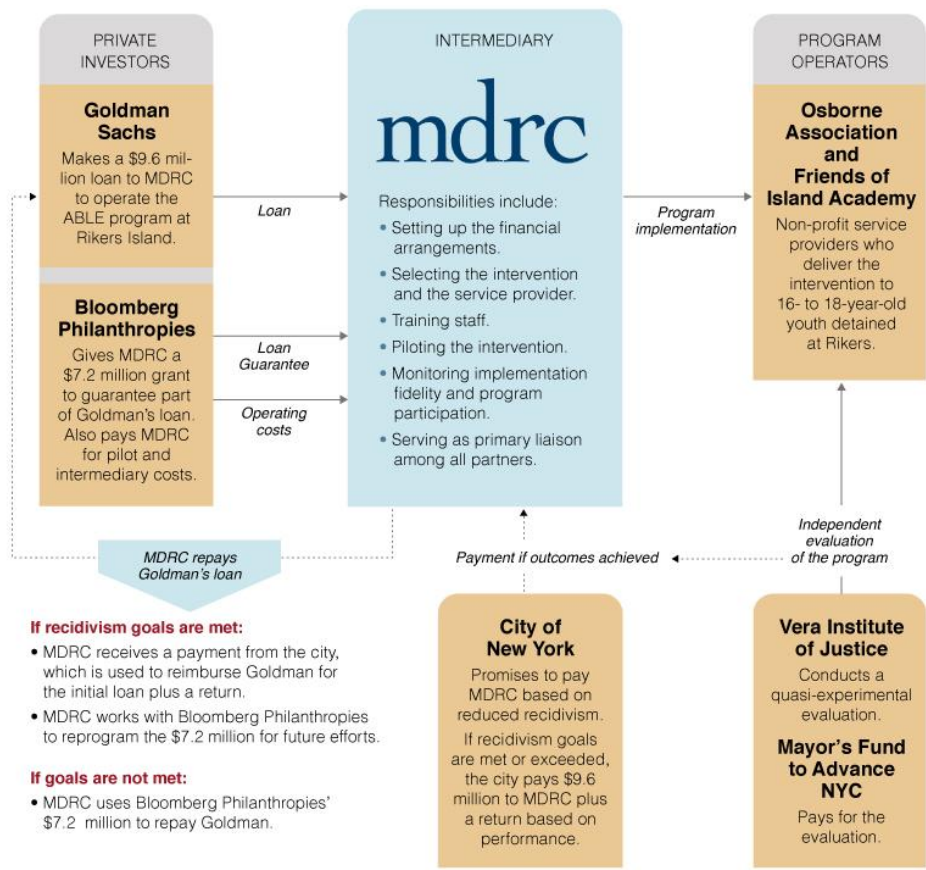 PRIVATE
INVESTORS
Goldman
Sachs
Makes a $9.6 mil-
lion loan to MDRC
to operate the
ABLE program at
Rikers Island.
Bloomberg
Philanthropies
Gives MDRC a
$7.2 million grant
to guarantee part
of Goldman's loan.
Also pays MDRC
for pilot and
intermediary costs.
Loan
Loan
Guarantee
Operating
costs
INTERMEDIARY
mdrc
Responsibilities include:
• Setting up the financial
arrangements.
• Selecting the intervention
and the service provider.
• Training staff.
• Piloting the intervention.
• Monitoring implementation
fidelity and program
participation.
• Serving as primary liaison
among all partners.
Program
implementation
PROGRAM
OPERATORS
Osborne
Association
and
Friends of
Island Academy
Non-profit service
providers who
deliver the
intervention to
16- to 18-year-old
youth detained
at Rikers.
MDRC repays
Goldman's loan
Payment if outcomes achieved
Independent
evaluation
of the program
If recidivism goals are met:
• MDRC receives a payment from the city,
which is used to reimburse Goldman for
the initial loan plus a return.
• MDRC works with Bloomberg Philanthropies
to reprogram the $7.2 million for future efforts.
If goals are not met:
• MDRC uses Bloomberg Philanthropies'
$7.2 million to repay Goldman.
City of
New York
Promises to pay
MDRC based on
reduced recidivism.
If recidivism goals
are met or exceeded,
the city pays $9.6
million to MDRC plus
a return based on
performance.
Vera Institute
of Justice
Conducts a
quasi-experimental
evaluation.
Mayor's Fund
to Advance
NYC
Pays for the
evaluation.